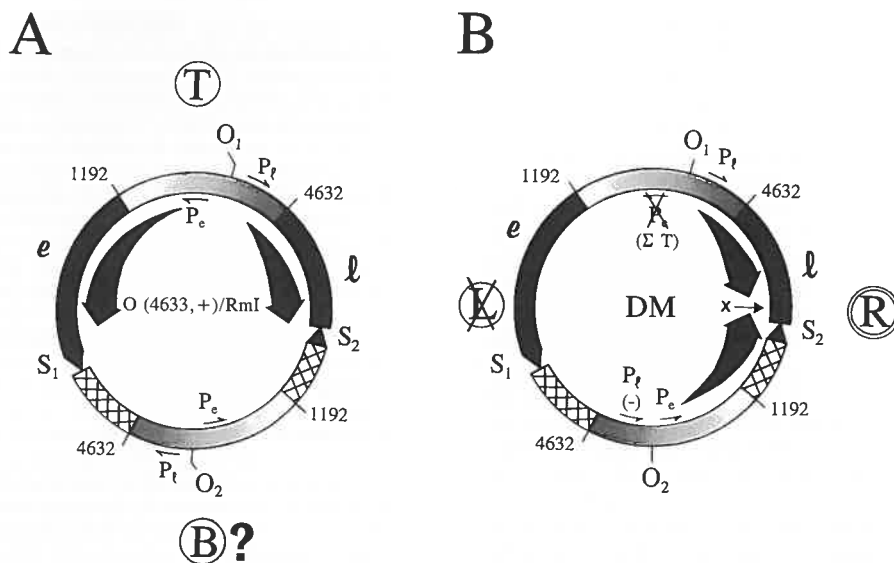 A
B
T
O₁
Pℓ
1192
4632
Pₑ
e
ℓ
O (4633, +)/RmI
S₁
S₂
Pₑ
1192
4632
Pℓ
O₂
B ?
O₁
Pℓ
1192
4632
Pₑ
(Σ T)
e
ℓ
L
DM
x
R
S₁
S₂
Pℓ
(-)
Pₑ
1192
4632
O₂